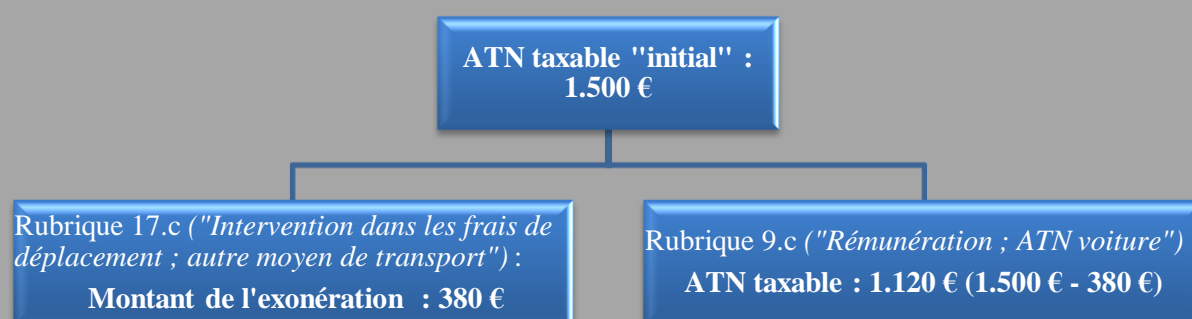 ATN taxable "initial" :
1.500 €
Rubrique 17.c ("Intervention dans les frais de
déplacement ; autre moyen de transport") :
Montant de l'exonération : 380 €
Rubrique 9.c ("Rémunération ; ATN voiture")
ATN taxable : 1.120 € (1.500 € - 380 €)